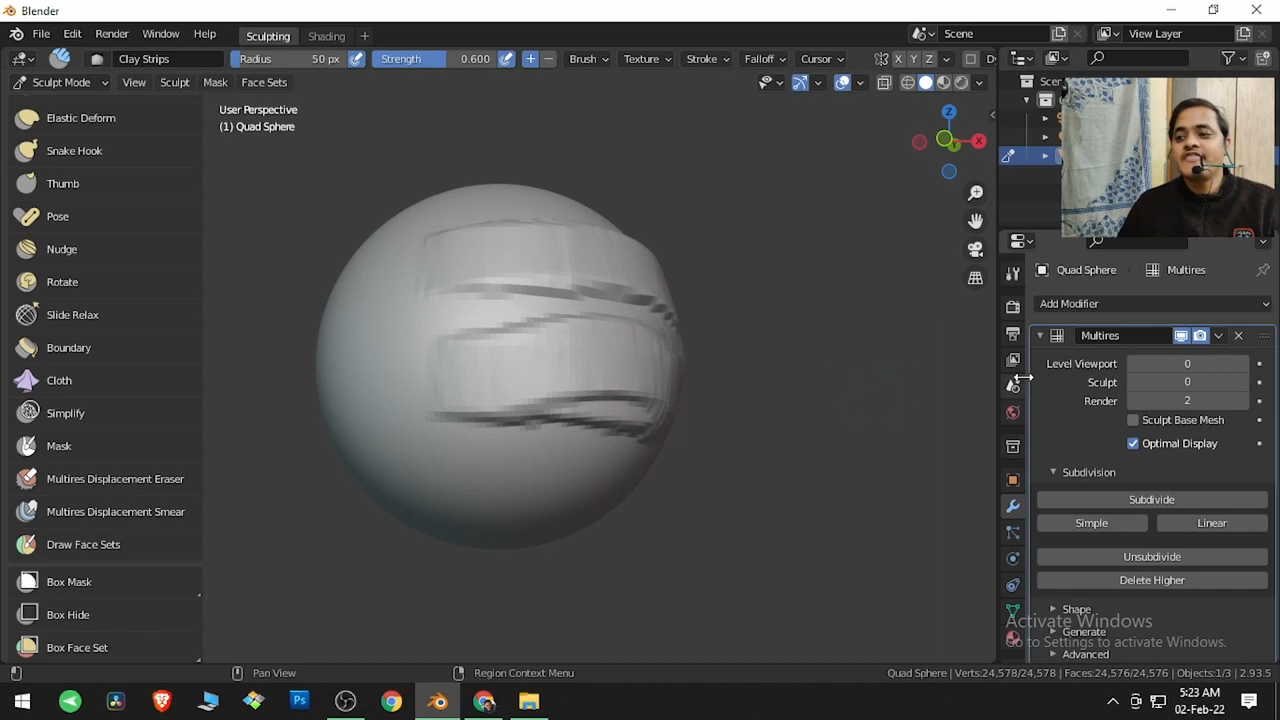 Blender
File Edit Render Window Help Sculpting Shading + Scene View Layer
Clay Strips Radius 50 px Strength 0.600 + − Brush Texture Stroke Falloff Cursor X Y Z
Sculpt Mode View Sculpt Mask Face Sets
User Perspective
(1) Quad Sphere
Z
X
Y
Elastic Deform
Snake Hook
Thumb
Pose
Nudge
Rotate
Slide Relax
Boundary
Cloth
Simplify
Mask
Multires Displacement Eraser
Multires Displacement Smear
Draw Face Sets
Box Mask
Box Hide
Box Face Set
Quad Sphere Multires
Add Modifier
Multires
Level Viewport 0
Sculpt 0
Render 2
Sculpt Base Mesh
Optimal Display
Subdivision
Subdivide
Simple Linear
Unsubdivide
Delete Higher
Shape
Generate
Advanced
Activate Windows
Go to Settings to activate Windows.
Pan View Region Context Menu Quad Sphere | Verts:24,578/24,578 | Faces:24,576/24,576 | Objects:1/3 | 2.93.5
Ps
5:23 AM
02-Feb-22